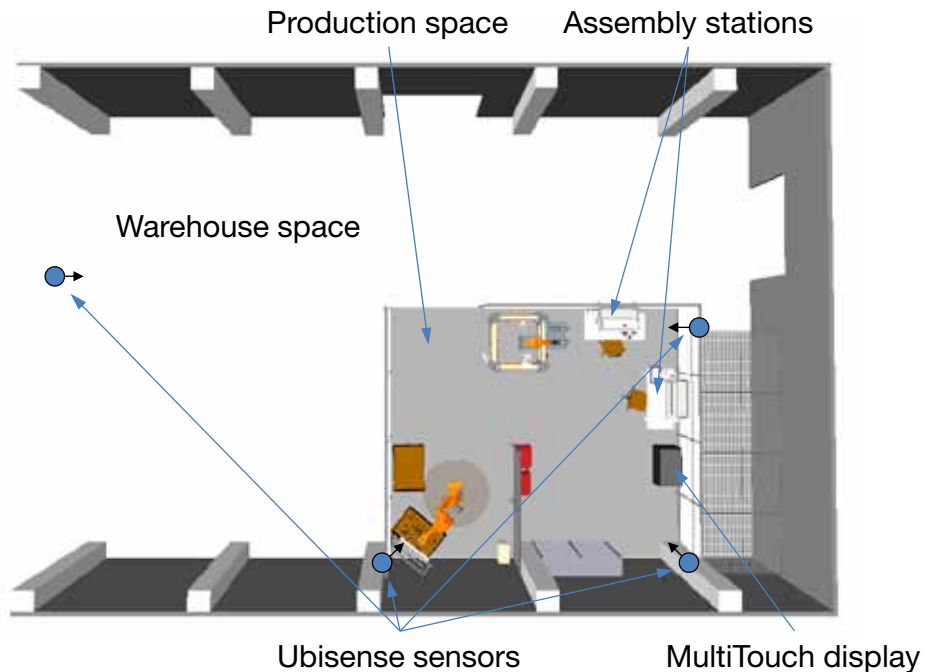 Production space
Assembly stations
Warehouse space
Ubisense sensors
MultiTouch display